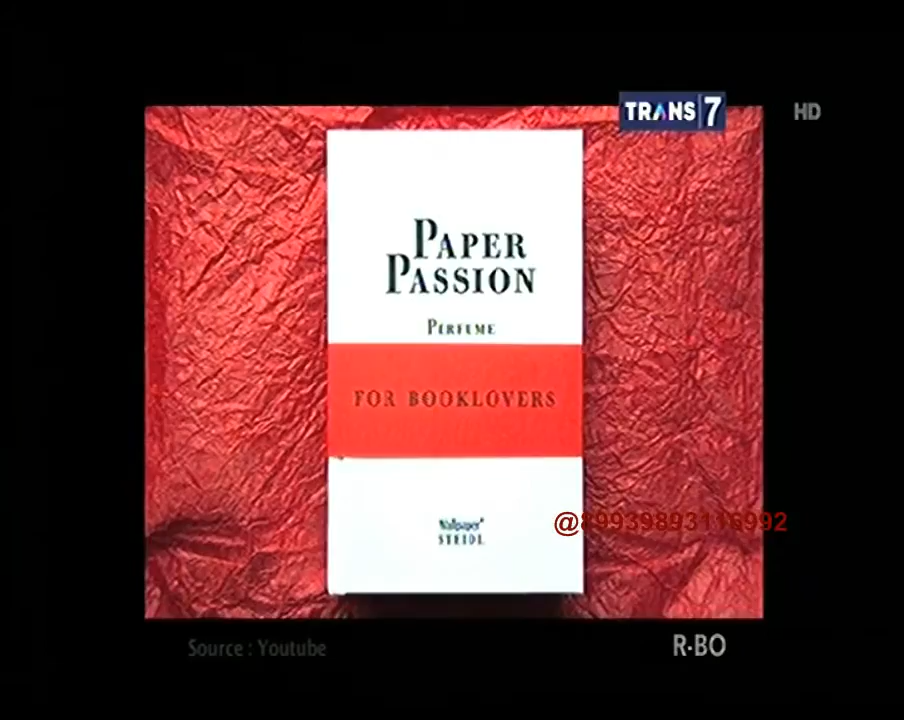 TRANS|7
HD
PAPER
PASSION
PERFUME
FOR BOOKLOVERS
Wallpaper*
STEIDL
@89939893116992
Source : Youtube
R-BO